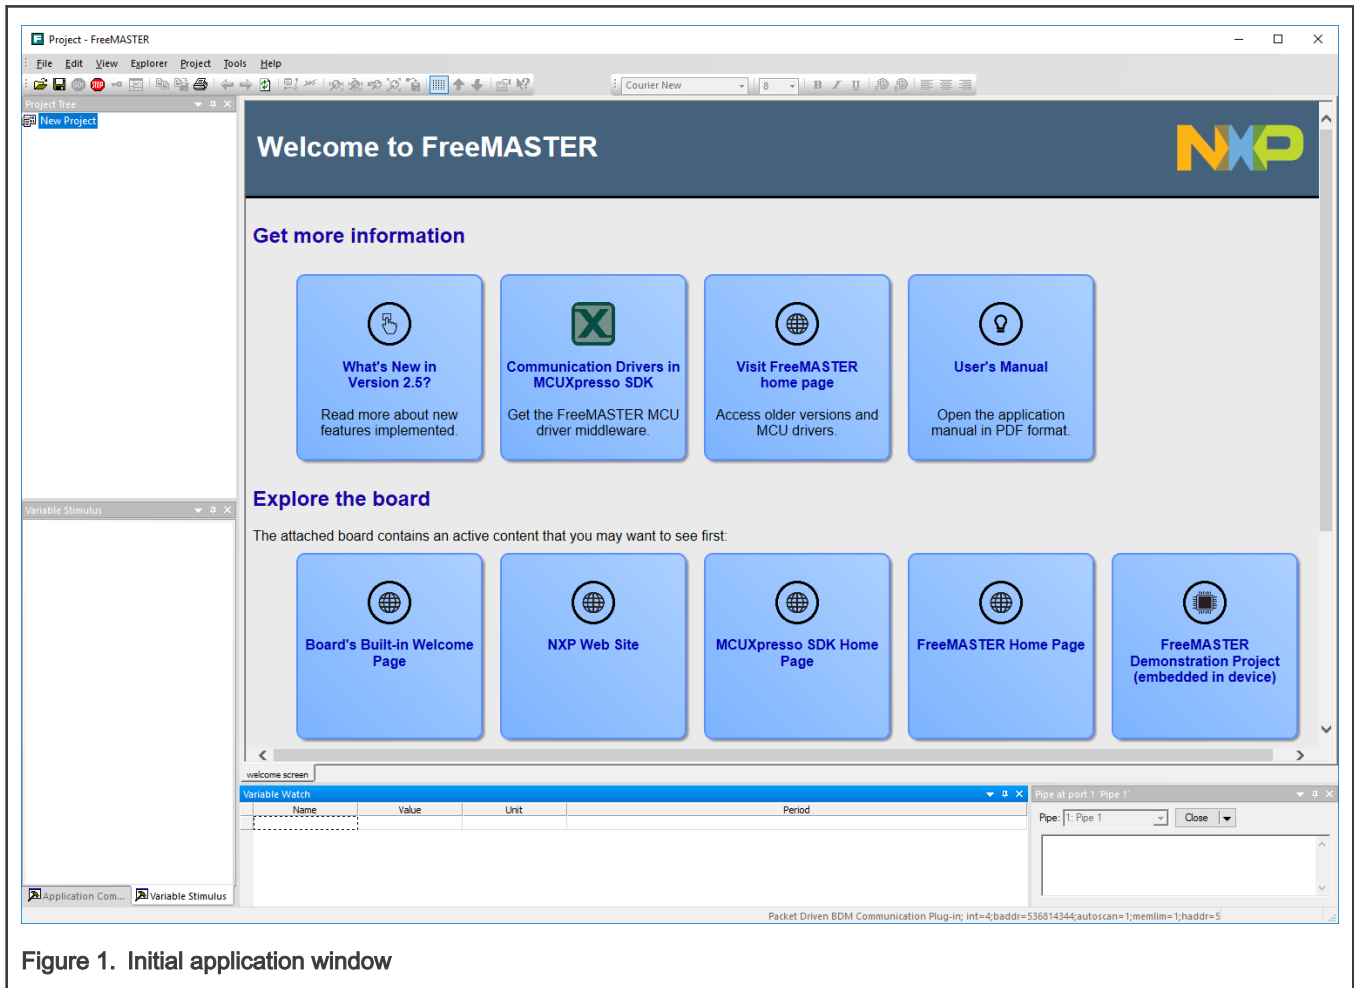 Project - FreeMASTER
File Edit View Explorer Project Tools Help
Courier New 8 B I U
Project Tree
New Project
Welcome to FreeMASTER
NXP
Get more information
What's New in
Version 2.5?
Read more about new
features implemented.
Communication Drivers in
MCUXpresso SDK
Get the FreeMASTER MCU
driver middleware.
Visit FreeMASTER
home page
Access older versions and
MCU drivers.
User's Manual
Open the application
manual in PDF format.
Variable Stimulus
Explore the board
The attached board contains an active content that you may want to see first:
Board's Built-in Welcome
Page
NXP Web Site
MCUXpresso SDK Home
Page
FreeMASTER Home Page
FreeMASTER
Demonstration Project
(embedded in device)
welcome screen
Variable Watch
Name Value Unit Period
Pipe at port 1 'Pipe 1'
Pipe: 1: Pipe 1 Close
Application Com... Variable Stimulus
Packet Driven BDM Communication Plug-in; int=4;baddr=536814344;autoscan=1;memlim=1;haddr=5
Figure 1. Initial application window